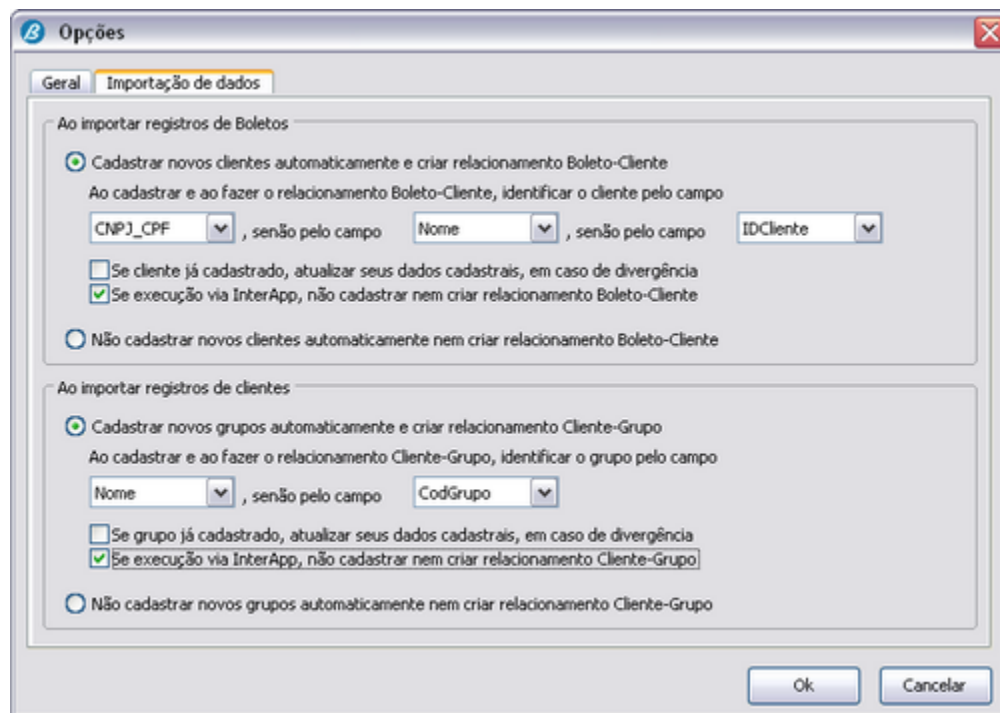 Opções
Geral Importação de dados
Ao importar registros de Boletos
Cadastrar novos clientes automaticamente e criar relacionamento Boleto-Cliente
Ao cadastrar e ao fazer o relacionamento Boleto-Cliente, identificar o cliente pelo campo
CNPJ_CPF , senão pelo campo Nome , senão pelo campo IDCliente
Se cliente já cadastrado, atualizar seus dados cadastrais, em caso de divergência
Se execução via InterApp, não cadastrar nem criar relacionamento Boleto-Cliente
Não cadastrar novos clientes automaticamente nem criar relacionamento Boleto-Cliente
Ao importar registros de clientes
Cadastrar novos grupos automaticamente e criar relacionamento Cliente-Grupo
Ao cadastrar e ao fazer o relacionamento Cliente-Grupo, identificar o grupo pelo campo
Nome , senão pelo campo CodGrupo
Se grupo já cadastrado, atualizar seus dados cadastrais, em caso de divergência
Se execução via InterApp, não cadastrar nem criar relacionamento Cliente-Grupo
Não cadastrar novos grupos automaticamente nem criar relacionamento Cliente-Grupo
Ok Cancelar